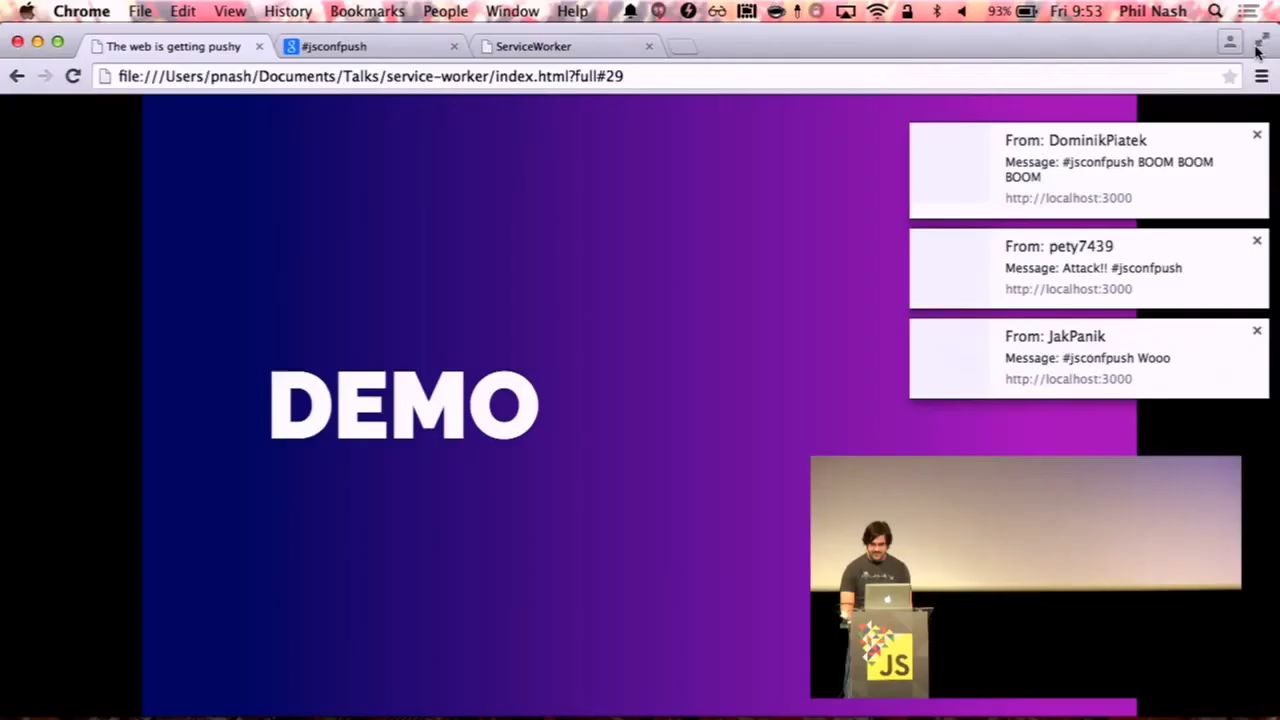 Chrome File Edit View History Bookmarks People Window Help 93% Fri 9:53 Phil Nash
The web is getting pushy
#jsconfpush
ServiceWorker
file:///Users/pnash/Documents/Talks/service-worker/index.html?full#29
From: DominikPiatek
Message: #jsconfpush BOOM BOOM
BOOM
http://localhost:3000
From: pety7439
Message: Attack!! #jsconfpush
http://localhost:3000
From: JakPanik
Message: #jsconfpush Wooo
http://localhost:3000
DEMO
JS